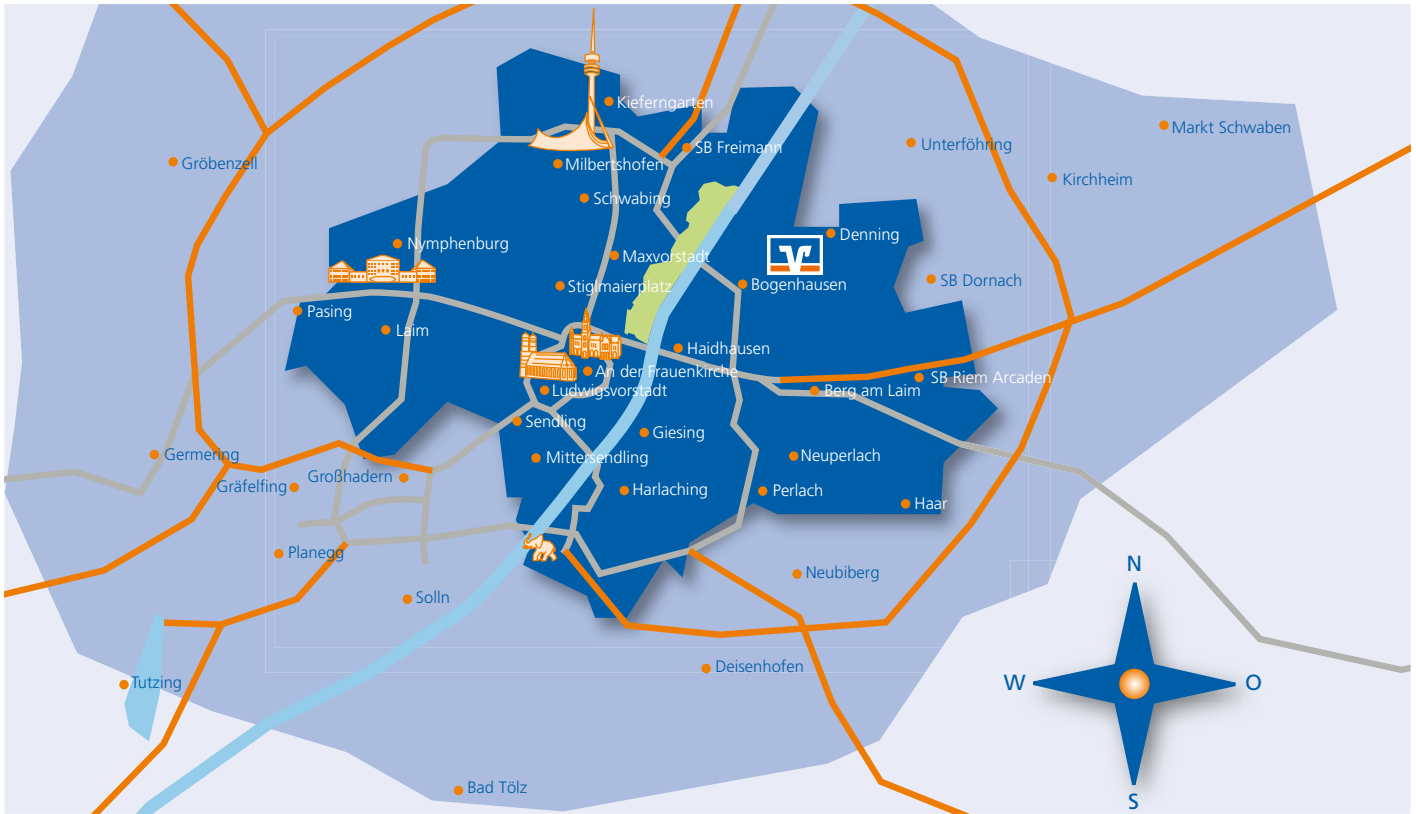 Kieferngarten
Markt Schwaben
SB Freimann
Unterföhring
Gröbenzell
Milbertshofen
Kirchheim
Schwabing
Denning
Nymphenburg
Maxvorstadt
SB Dornach
Stiglmaierplatz
Bogenhausen
Pasing
Laim
Haidhausen
An der Frauenkirche
SB Riem Arcaden
Ludwigsvorstadt
Berg am Laim
Sendling
Giesing
Germering
Mittersendling
Neuperlach
Großhadern
Gräfelfing
Harlaching
Perlach
Haar
Planegg
Neubiberg
N
Solln
Deisenhofen
Tutzing
W
O
Bad Tölz
S